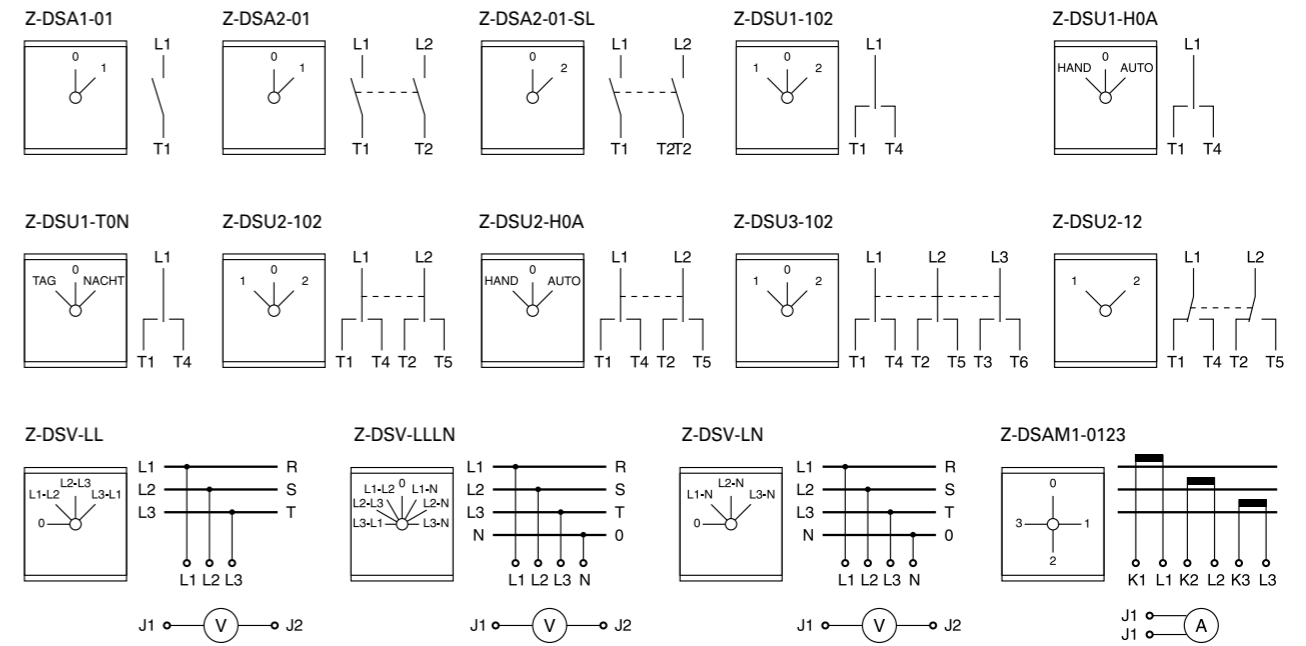 Z-DSA1-01 Z-DSA2-01 Z-DSA2-01-SL Z-DSU1-102 Z-DSU1-H0A
L1 L1 L2 L1 L2 L1 L1
0 1 0 1 0 2 1 0 2 HAND 0 AUTO
T1 T1 T2 T1 T2T2 T1 T4 T1 T4
Z-DSU1-T0N Z-DSU2-102 Z-DSU2-H0A Z-DSU3-102 Z-DSU2-12
L1 L1 L2 L1 L2 L1 L2 L3 L1 L2
TAG 0 NACHT 1 0 2 HAND 0 AUTO 1 0 2 1 2
T1 T4 T1 T4 T2 T5 T1 T4 T2 T5 T1 T4 T2 T5 T3 T6 T1 T4 T2 T5
Z-DSV-LL Z-DSV-LLLN Z-DSV-LN Z-DSAM1-0123
0 L1-L2 L2-L3 L3-L1
L1 R
L2 S
L3 T
L1 L2 L3
J1 V J2
L3-L1 L2-L3 L1-L2 0 L1-N L2-N L3-N
L1 R
L2 S
L3 T
N 0
L1 L2 L3 N
J1 V J2
0 L1-N L2-N L3-N
L1 R
L2 S
L3 T
N 0
L1 L2 L3 N
J1 V J2
0
3 1
2
K1 L1 K2 L2 K3 L3
J1
J1 A